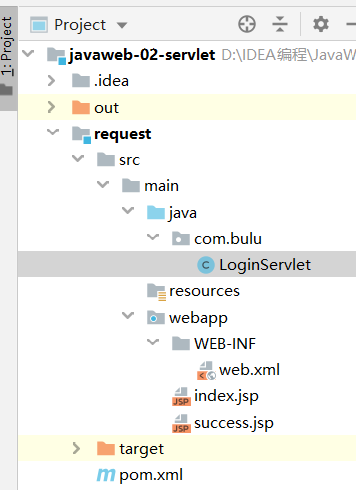 1: Project
Project
javaweb-02-servlet D:\IDEA编程\JavaW
.idea
out
request
src
main
java
com.bulu
LoginServlet
resources
webapp
WEB-INF
web.xml
index.jsp
success.jsp
target
pom.xml